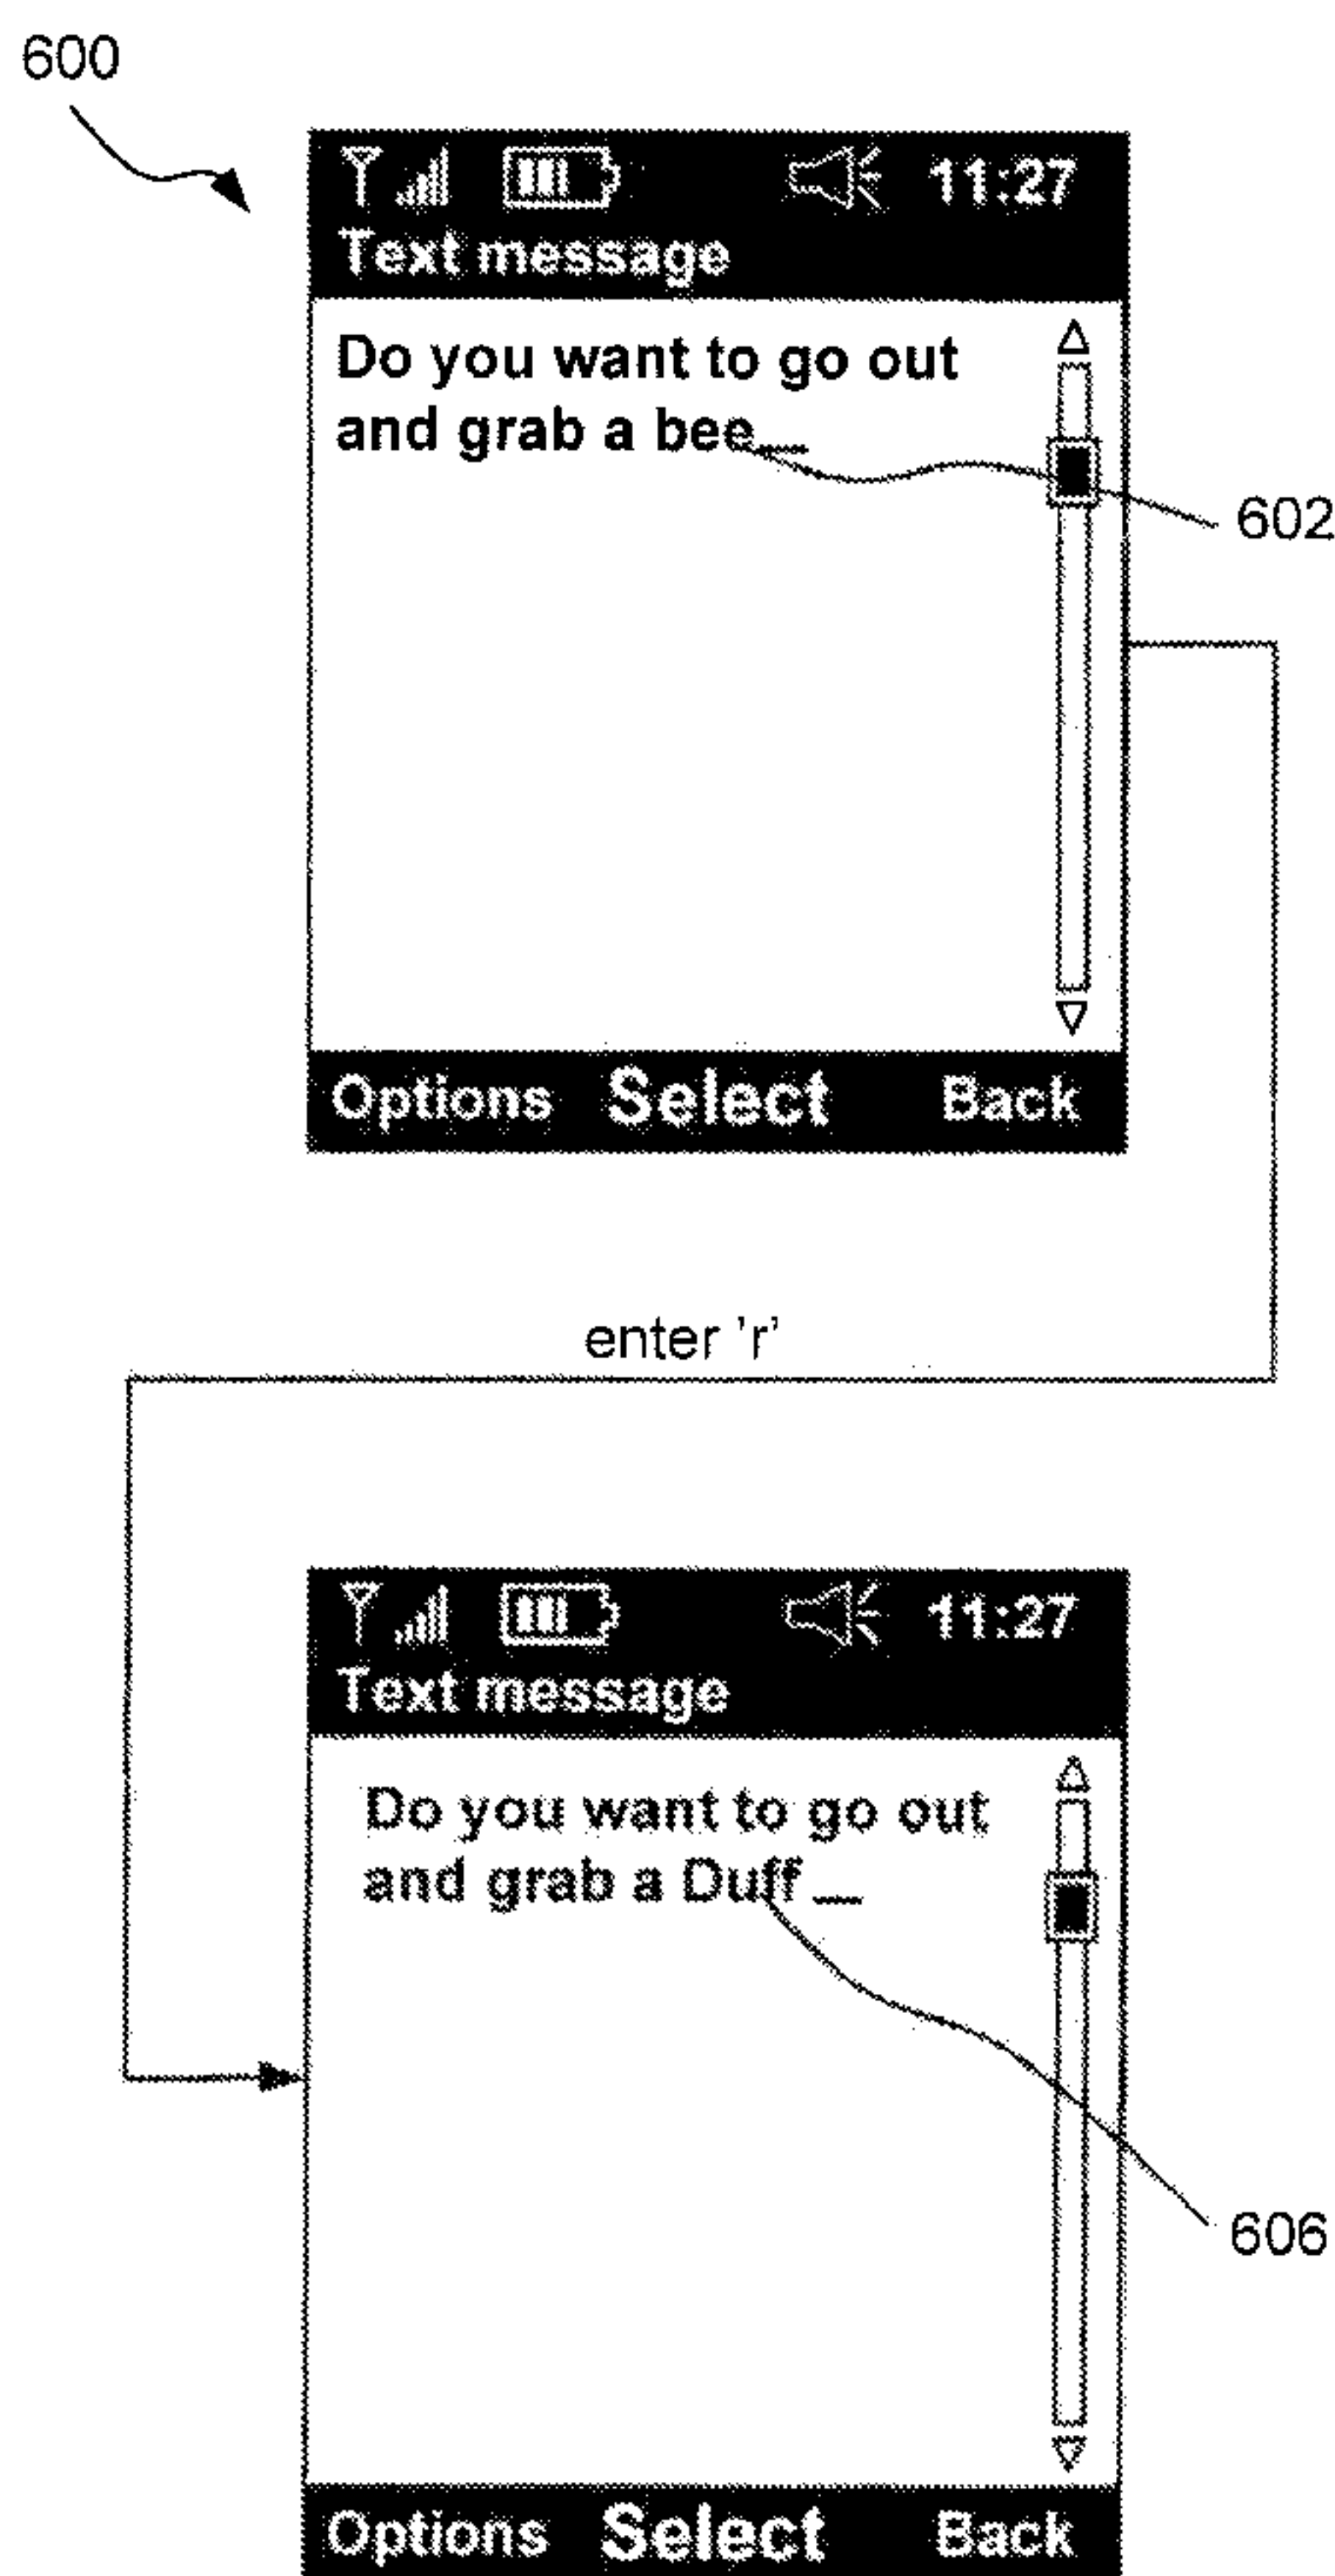 600
11:27
Text message
Do you want to go out
and grab a bee_
602
Options Select Back
enter 'r'
11:27
Text message
Do you want to go out
and grab a Duff _
606
Options Select Back